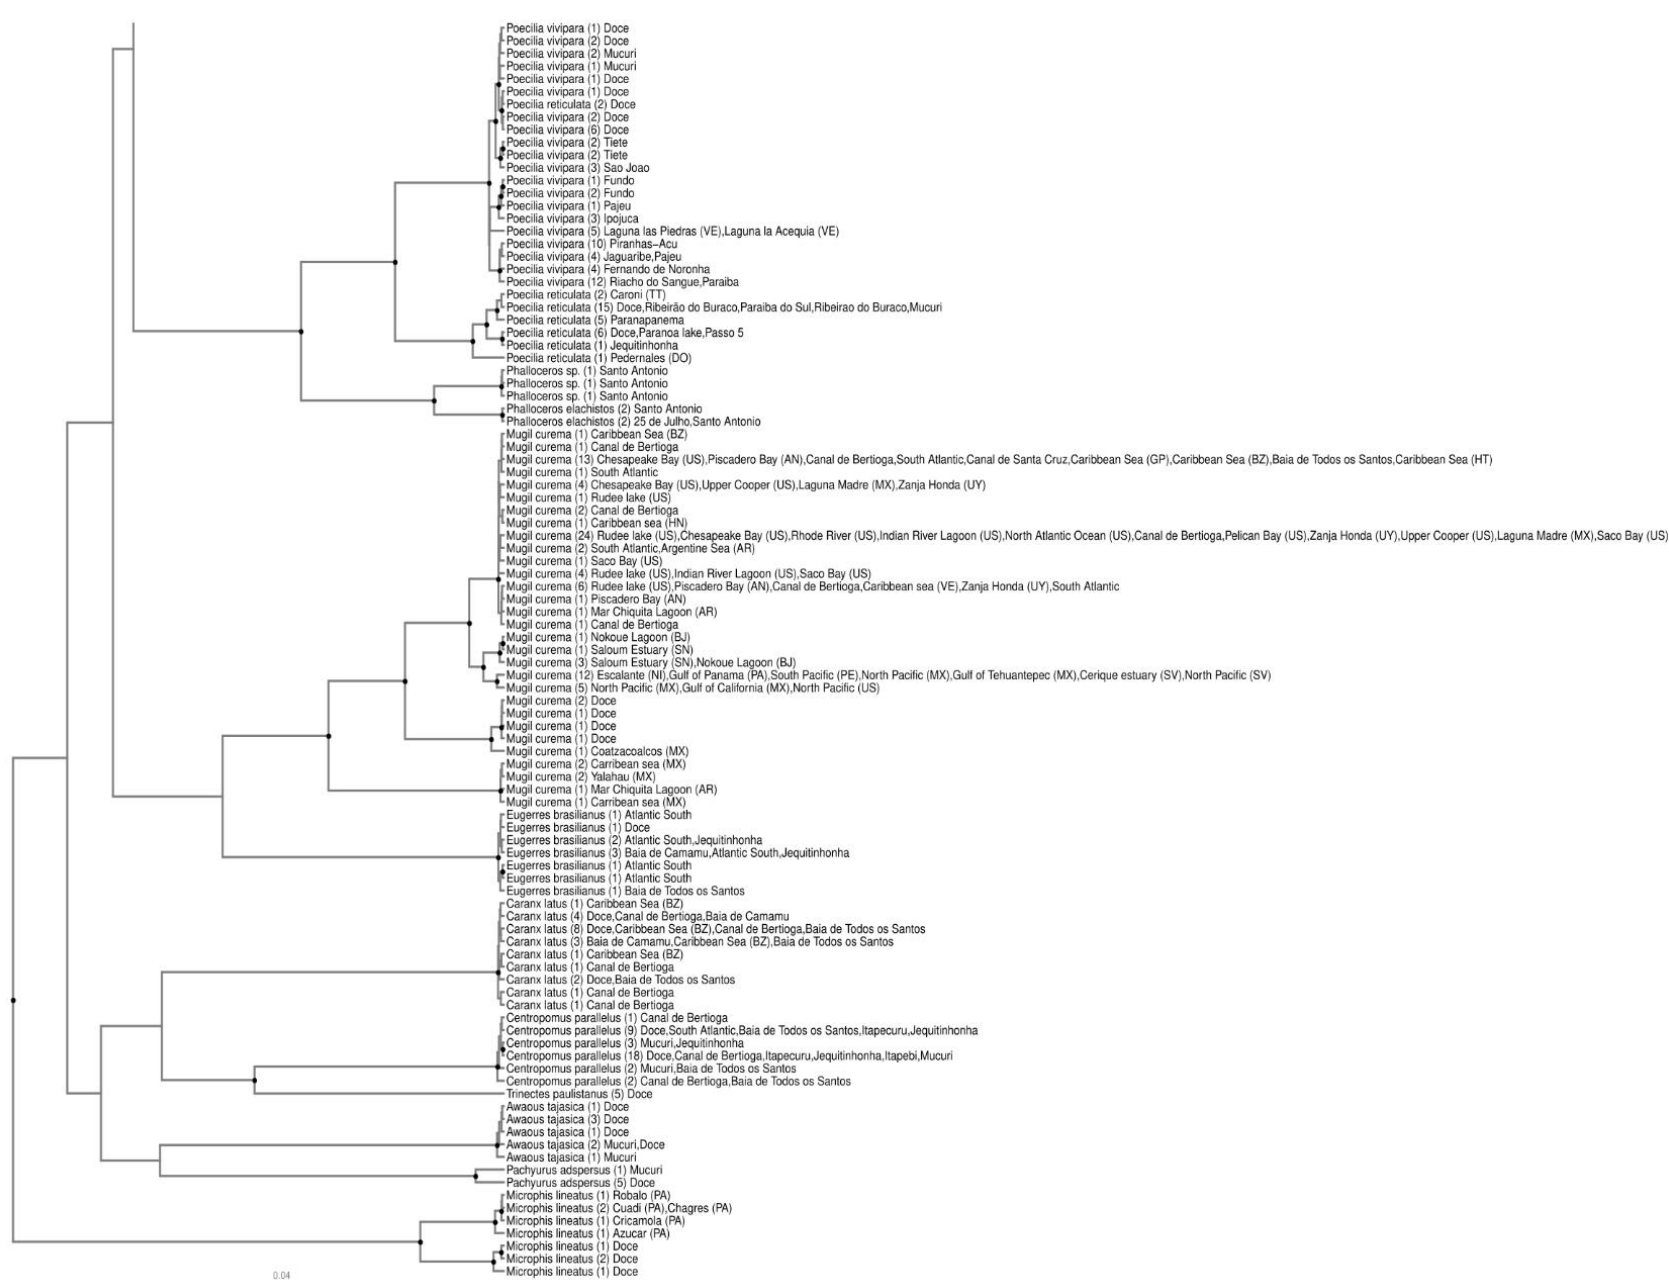 Poecilia vivipara (1) Doce
Poecilia vivipara (2) Doce
Poecilia vivipara (2) Mucuri
Poecilia vivipara (1) Mucuri
Poecilia vivipara (1) Doce
Poecilia vivipara (1) Doce
Poecilia reticulata (2) Doce
Poecilia vivipara (2) Doce
Poecilia vivipara (6) Doce
Poecilia vivipara (2) Tiete
Poecilia vivipara (2) Tiete
Poecilia vivipara (3) Sao Joao
Poecilia vivipara (1) Fundo
Poecilia vivipara (2) Fundo
Poecilia vivipara (1) Pajeu
Poecilia vivipara (3) Ipojuca
Poecilia vivipara (5) Laguna las Piedras (VE),Laguna la Acequia (VE)
Poecilia vivipara (10) Piranhas–Acu
Poecilia vivipara (4) Jaguaribe,Pajeu
Poecilia vivipara (4) Fernando de Noronha
Poecilia vivipara (12) Riacho do Sangue,Paraiba
Poecilia reticulata (2) Caroni (TT)
Poecilia reticulata (15) Doce,Ribeirão do Buraco,Paraiba do Sul,Ribeirao do Buraco,Mucuri
Poecilia reticulata (5) Paranapanema
Poecilia reticulata (6) Doce,Paranoa lake,Passo 5
Poecilia reticulata (1) Jequitinhonha
Poecilia reticulata (1) Pedernales (DO)
Phalloceros sp. (1) Santo Antonio
Phalloceros sp. (1) Santo Antonio
Phalloceros sp. (1) Santo Antonio
Phalloceros elachistos (2) Santo Antonio
Phalloceros elachistos (2) 25 de Julho,Santo Antonio
Mugil curema (1) Caribbean Sea (BZ)
Mugil curema (1) Canal de Bertioga
Mugil curema (13) Chesapeake Bay (US),Piscadero Bay (AN),Canal de Bertioga,South Atlantic,Canal de Santa Cruz,Caribbean Sea (GP),Caribbean Sea (BZ),Baia de Todos os Santos,Caribbean Sea (HT)
Mugil curema (1) South Atlantic
Mugil curema (4) Chesapeake Bay (US),Upper Cooper (US),Laguna Madre (MX),Zanja Honda (UY)
Mugil curema (1) Rudee lake (US)
Mugil curema (2) Canal de Bertioga
Mugil curema (1) Caribbean sea (HN)
Mugil curema (24) Rudee lake (US),Chesapeake Bay (US),Rhode River (US),Indian River Lagoon (US),North Atlantic Ocean (US),Canal de Bertioga,Pelican Bay (US),Zanja Honda (UY),Upper Cooper (US),Laguna Madre (MX),Saco Bay (US)
Mugil curema (2) South Atlantic,Argentine Sea (AR)
Mugil curema (1) Saco Bay (US)
Mugil curema (4) Rudee lake (US),Indian River Lagoon (US),Saco Bay (US)
Mugil curema (6) Rudee lake (US),Piscadero Bay (AN),Canal de Bertioga,Caribbean sea (VE),Zanja Honda (UY),South Atlantic
Mugil curema (1) Piscadero Bay (AN)
Mugil curema (1) Mar Chiquita Lagoon (AR)
Mugil curema (1) Canal de Bertioga
Mugil curema (1) Nokoue Lagoon (BJ)
Mugil curema (1) Saloum Estuary (SN)
Mugil curema (3) Saloum Estuary (SN),Nokoue Lagoon (BJ)
Mugil curema (12) Escalante (NI),Gulf of Panama (PA),South Pacific (PE),North Pacific (MX),Gulf of Tehuantepec (MX),Cerique estuary (SV),North Pacific (SV)
Mugil curema (5) North Pacific (MX),Gulf of California (MX),North Pacific (US)
Mugil curema (2) Doce
Mugil curema (1) Doce
Mugil curema (1) Doce
Mugil curema (1) Doce
Mugil curema (1) Coatzacoalcos (MX)
Mugil curema (2) Carribean sea (MX)
Mugil curema (2) Yalahau (MX)
Mugil curema (1) Mar Chiquita Lagoon (AR)
Mugil curema (1) Carribean sea (MX)
Eugerres brasilianus (1) Atlantic South
Eugerres brasilianus (1) Doce
Eugerres brasilianus (2) Atlantic South,Jequitinhonha
Eugerres brasilianus (3) Baia de Camamu,Atlantic South,Jequitinhonha
Eugerres brasilianus (1) Atlantic South
Eugerres brasilianus (1) Atlantic South
Eugerres brasilianus (1) Baia de Todos os Santos
Caranx latus (1) Caribbean Sea (BZ)
Caranx latus (4) Doce,Canal de Bertioga,Baia de Camamu
Caranx latus (8) Doce,Caribbean Sea (BZ),Canal de Bertioga,Baia de Todos os Santos
Caranx latus (3) Baia de Camamu,Caribbean Sea (BZ),Baia de Todos os Santos
Caranx latus (1) Caribbean Sea (BZ)
Caranx latus (1) Canal de Bertioga
Caranx latus (2) Doce,Baia de Todos os Santos
Caranx latus (1) Canal de Bertioga
Caranx latus (1) Canal de Bertioga
Centropomus parallelus (1) Canal de Bertioga
Centropomus parallelus (9) Doce,South Atlantic,Baia de Todos os Santos,Itapecuru,Jequitinhonha
Centropomus parallelus (3) Mucuri,Jequitinhonha
Centropomus parallelus (18) Doce,Canal de Bertioga,Itapecuru,Jequitinhonha,Itapebi,Mucuri
Centropomus parallelus (2) Mucuri,Baia de Todos os Santos
Centropomus parallelus (2) Canal de Bertioga,Baia de Todos os Santos
Trinectes paulistanus (5) Doce
Awaous tajasica (1) Doce
Awaous tajasica (3) Doce
Awaous tajasica (1) Doce
Awaous tajasica (2) Mucuri,Doce
Awaous tajasica (1) Mucuri
Pachyurus adspersus (1) Mucuri
Pachyurus adspersus (5) Doce
Microphis lineatus (1) Robalo (PA)
Microphis lineatus (2) Cuadi (PA),Chagres (PA)
Microphis lineatus (1) Cricamola (PA)
Microphis lineatus (1) Azucar (PA)
Microphis lineatus (1) Doce
Microphis lineatus (2) Doce
Microphis lineatus (1) Doce
0.04